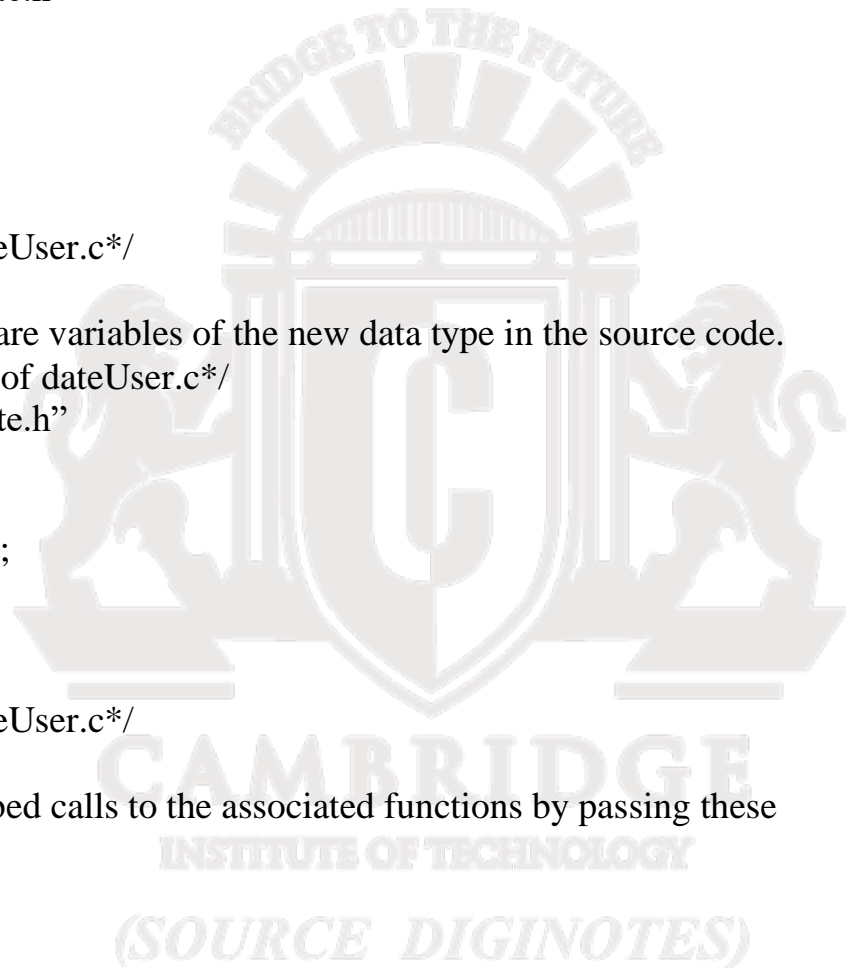 BRIDGE TO THE FUTURE
eUser.c*/
are variables of the new data type in the source code.
of dateUser.c*/
te.h”
;
eUser.c*/
C
CAMBRIDGE
ped calls to the associated functions by passing these
INSTITUTE OF TECHNOLOGY
(SOURCE DIGINOTES)